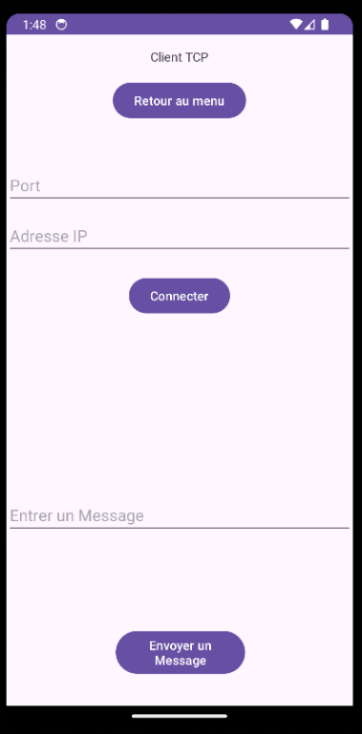 1:48
Client TCP
Retour au menu
Port
Adresse IP
Connecter
Entrer un Message
Envoyer un
Message